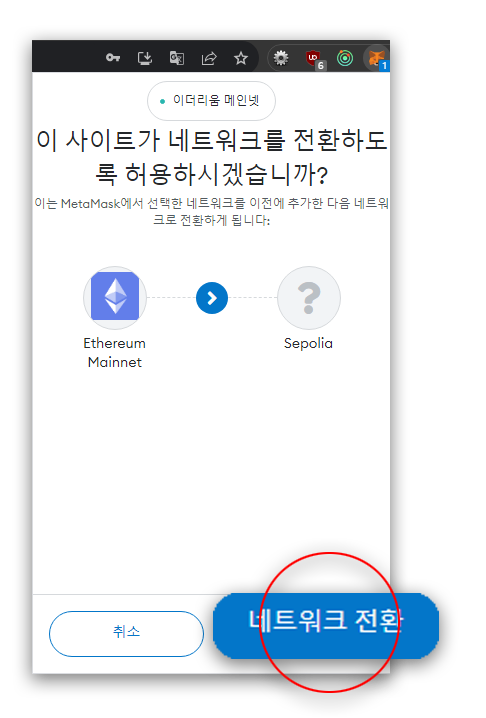 6
1
이더리움 메인넷
이 사이트가 네트워크를 전환하도
록 허용하시겠습니까?
이는 MetaMask에서 선택한 네트워크를 이전에 추가한 다음 네트워
크로 전환하게 됩니다:
?
Ethereum
Mainnet
Sepolia
취소
네트워크 전환